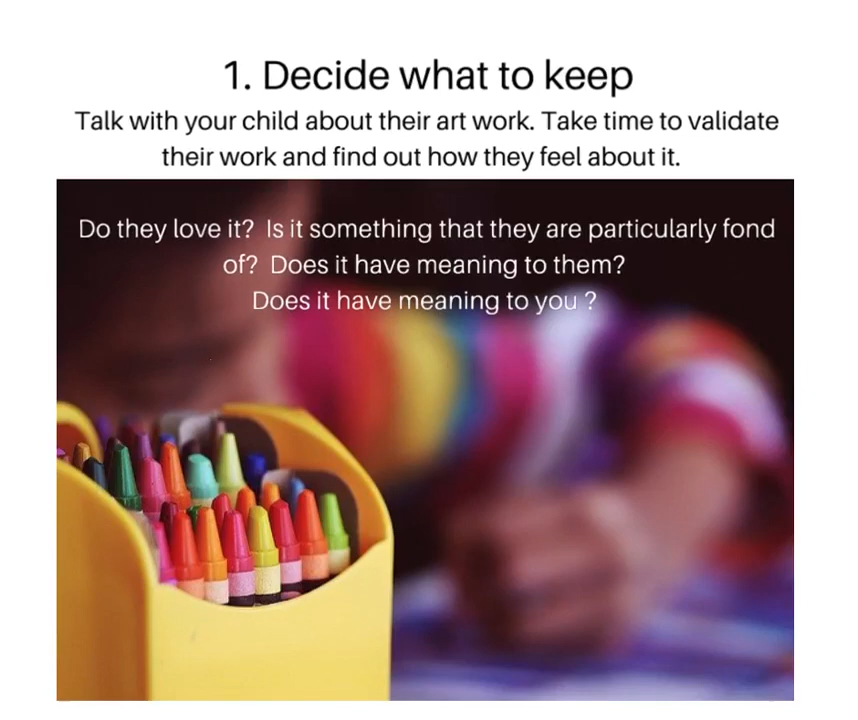 1. Decide what to keep
Talk with your child about their art work. Take time to validate
their work and find out how they feel about it.
Do they love it?  Is it something that they are particularly fond
of?  Does it have meaning to them?
Does it have meaning to you ?